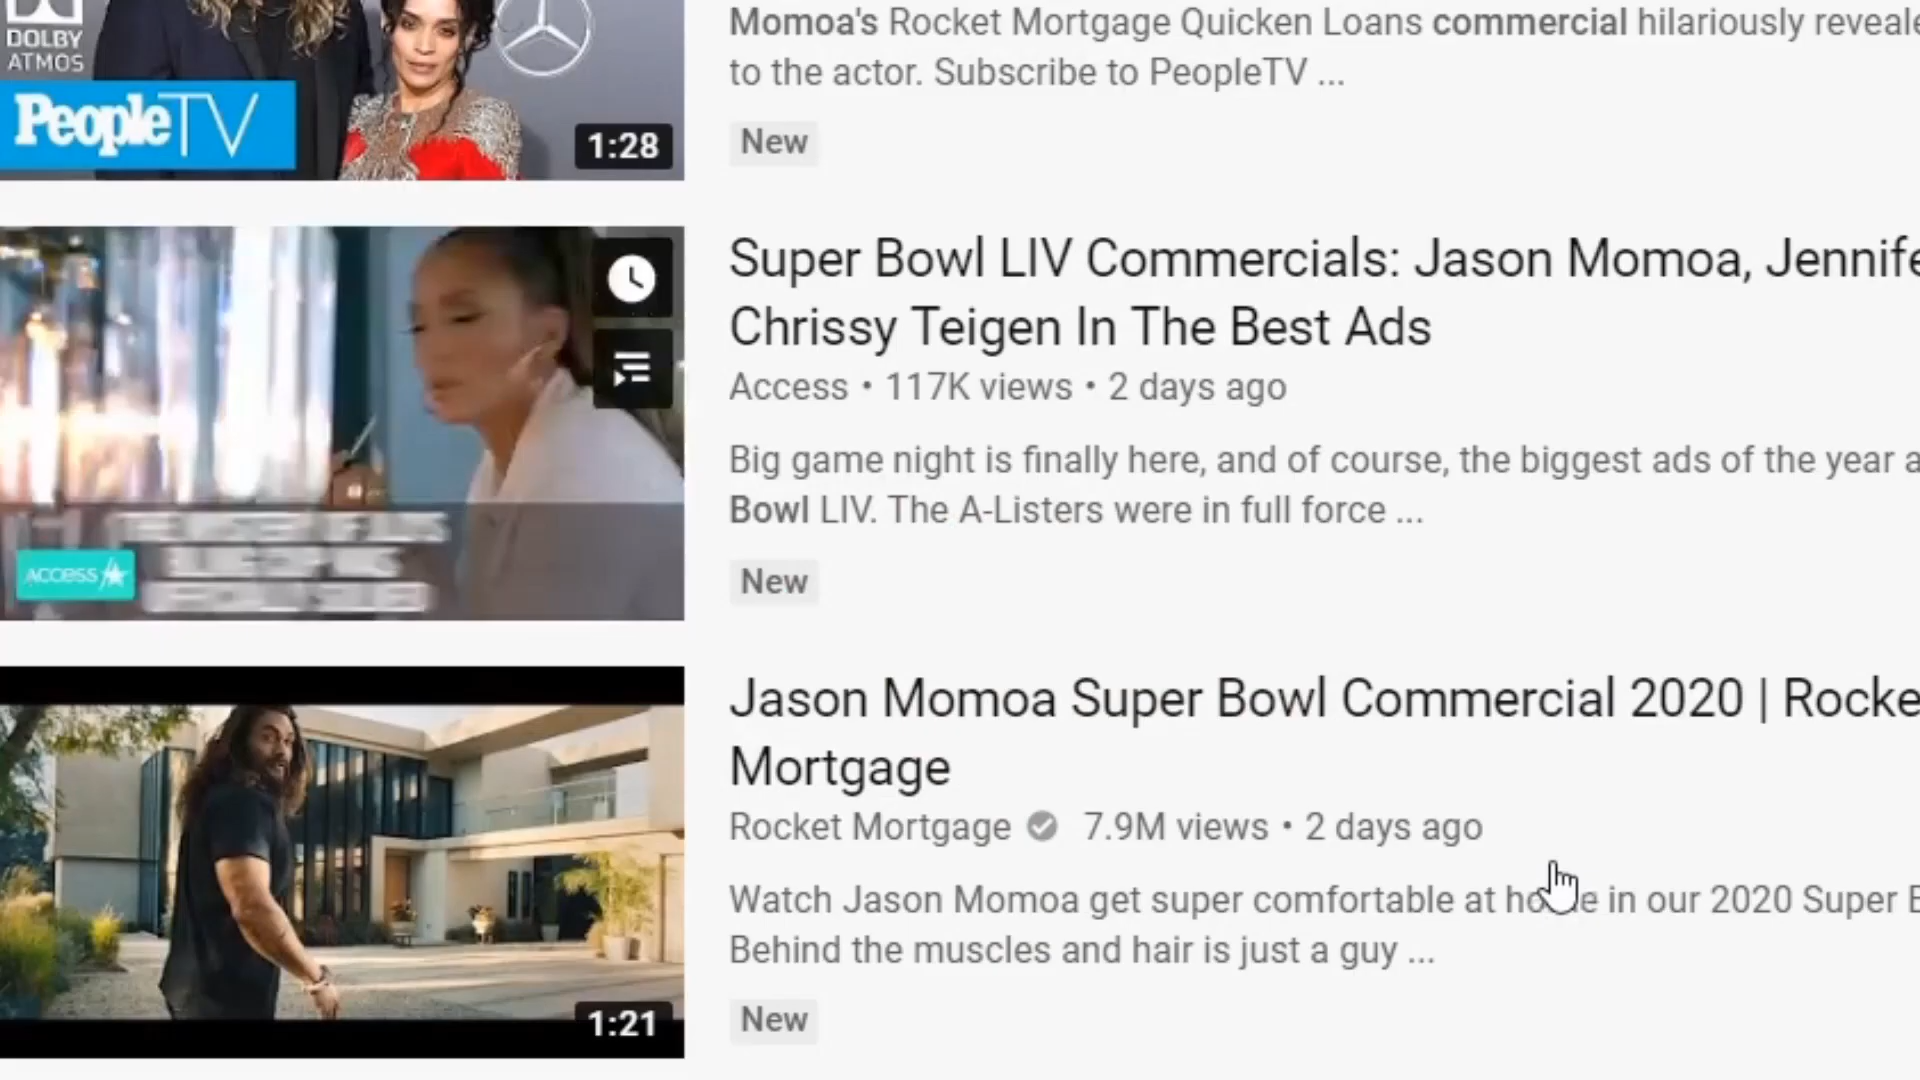 DOLBY
ATMOS
PeopleTV
1:28
Momoa's Rocket Mortgage Quicken Loans commercial hilariously
to the actor. Subscribe to PeopleTV ...
New
Super Bowl LIV Commercials: Jason Momoa,
Chrissy Teigen In The Best Ads
Access • 117K views • 2 days ago
Big game night is finally here, and of course, the biggest ads of the year
Bowl LIV. The A-Listers were in full force ...
New
access
Jason Momoa Super Bowl Commercial 2020 |
Mortgage
Rocket Mortgage 7.9M views • 2 days ago
Watch Jason Momoa get super comfortable at home in our 2020 Super
Behind the muscles and hair is just a guy ...
1:21
New